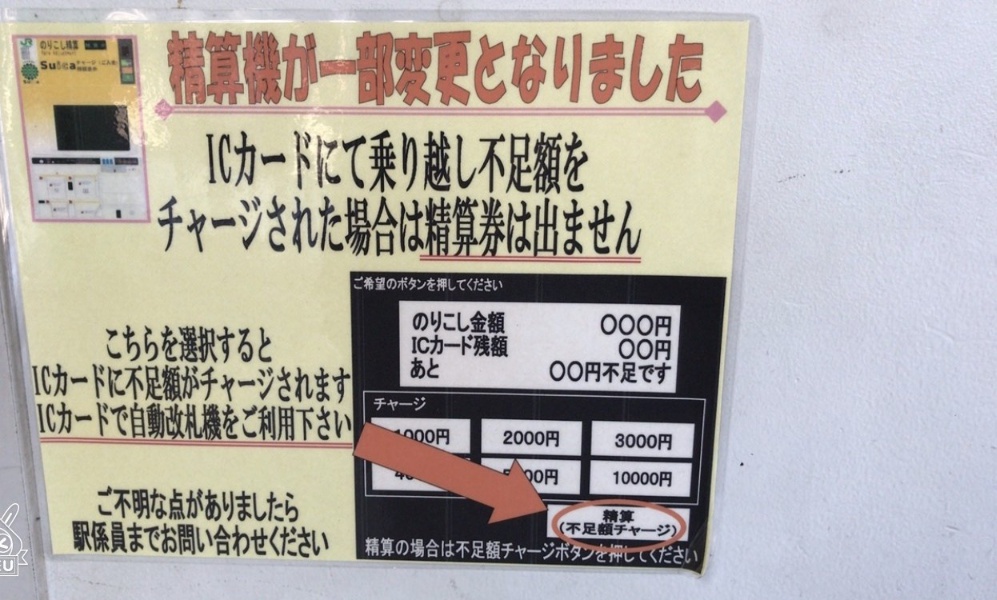 JR
のりこし精算
Suica
精算機が一部変更となりました
ICカードにて乗り越し不足額を
チャージされた場合は精算券は出ません
こちらを選択すると
ICカードに不足額がチャージされます
ICカードで自動改札機をご利用下さい
ご不明な点がありましたら
駅係員までお問い合わせください
ご希望のボタンを押してください
のりこし金額 〇〇〇円
ICカード残額 〇〇円
あと 〇〇円不足です
チャージ
000円 2000円 3000円
00円 10000円
精算
(不足額チャージ)
精算の場合は不足額チャージボタンを押してください
EU